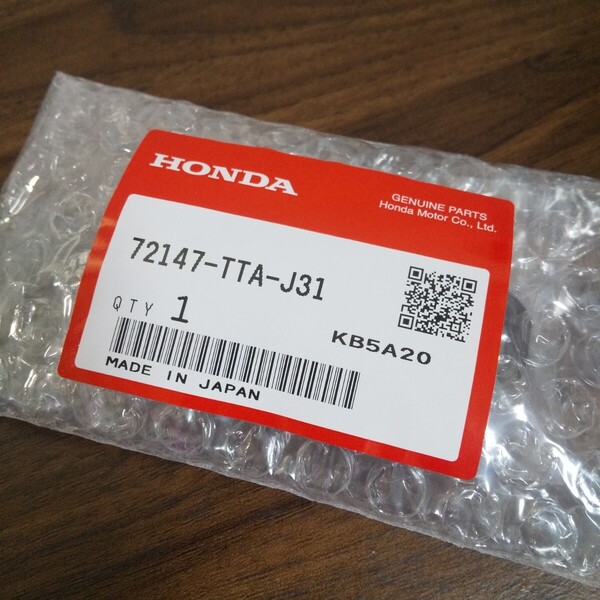 HONDA
GENUINE PARTS
Honda Motor Co., Ltd.
72147-TTA-J31
QTY 1
KB5A20
MADE IN JAPAN